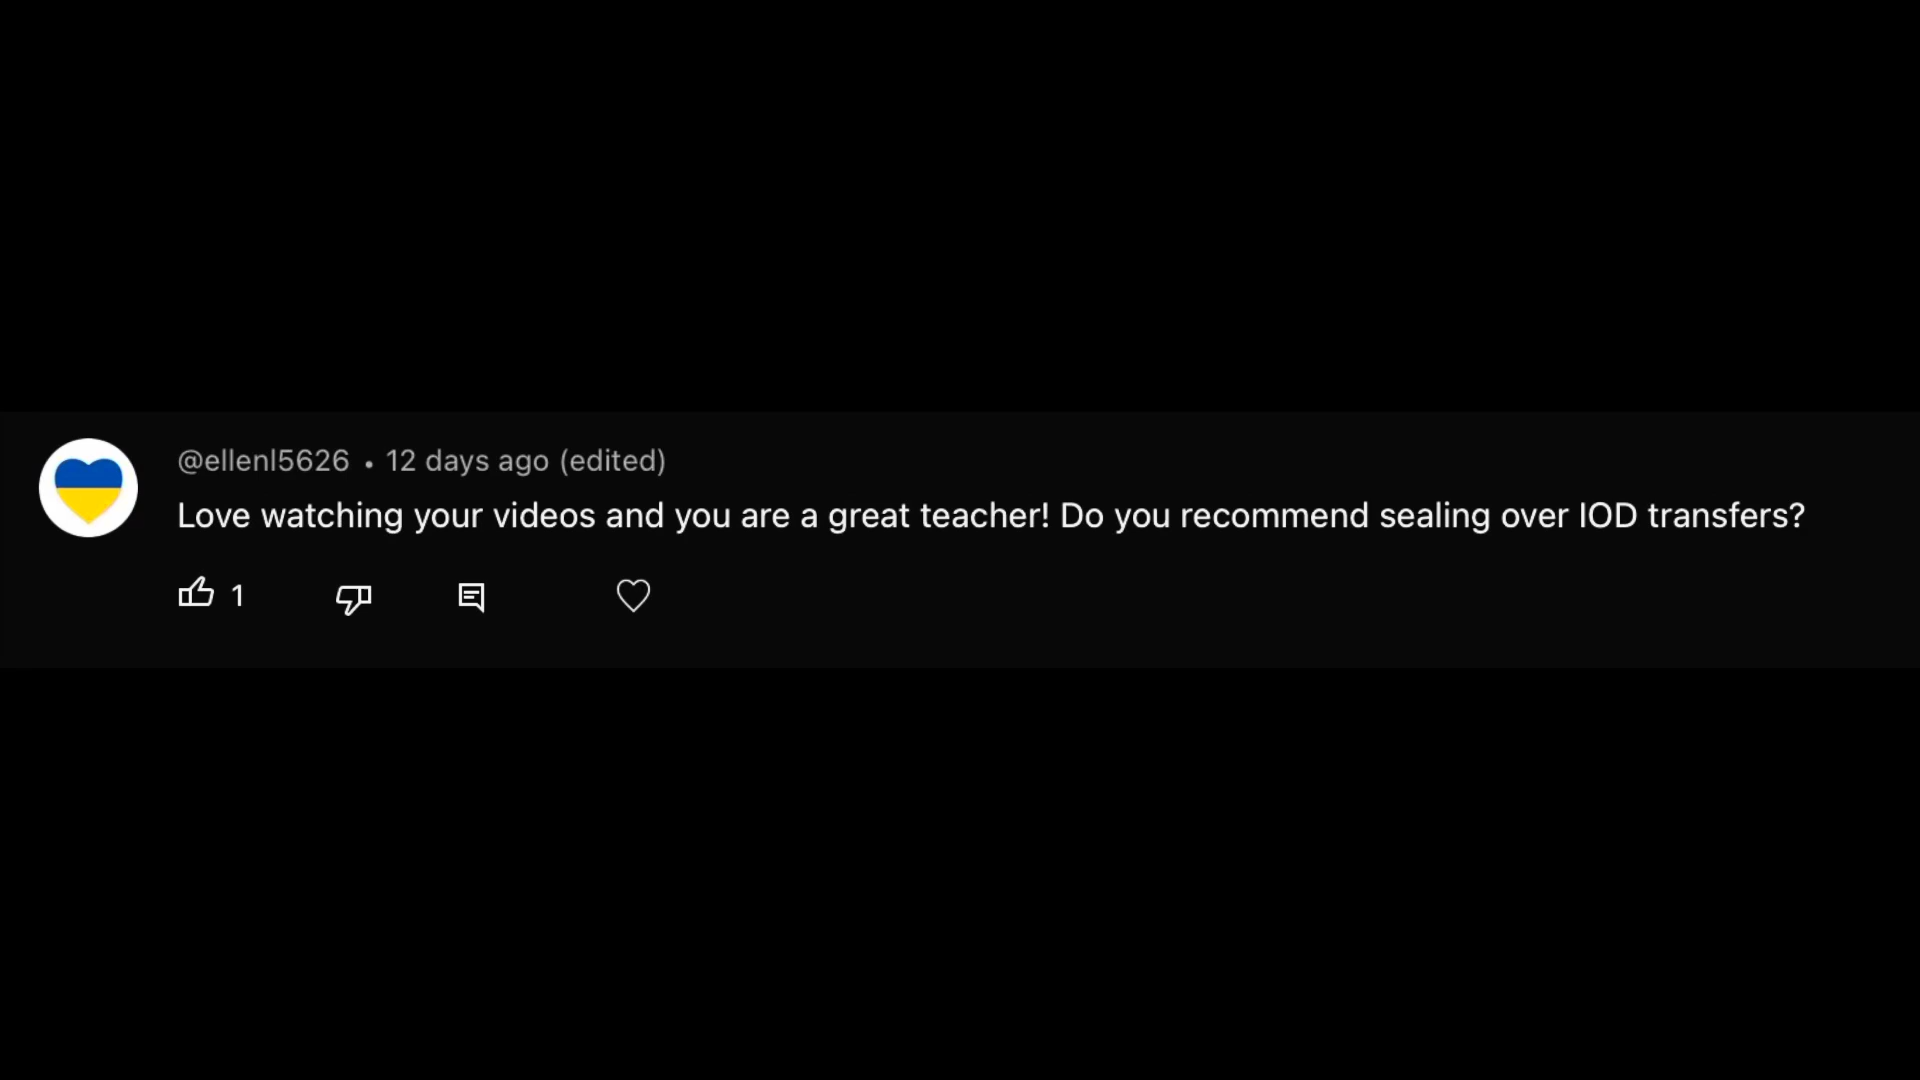 @ellenl5626 • 12 days ago (edited)
Love watching your videos and you are a great teacher! Do you recommend sealing over IOD transfers?
1